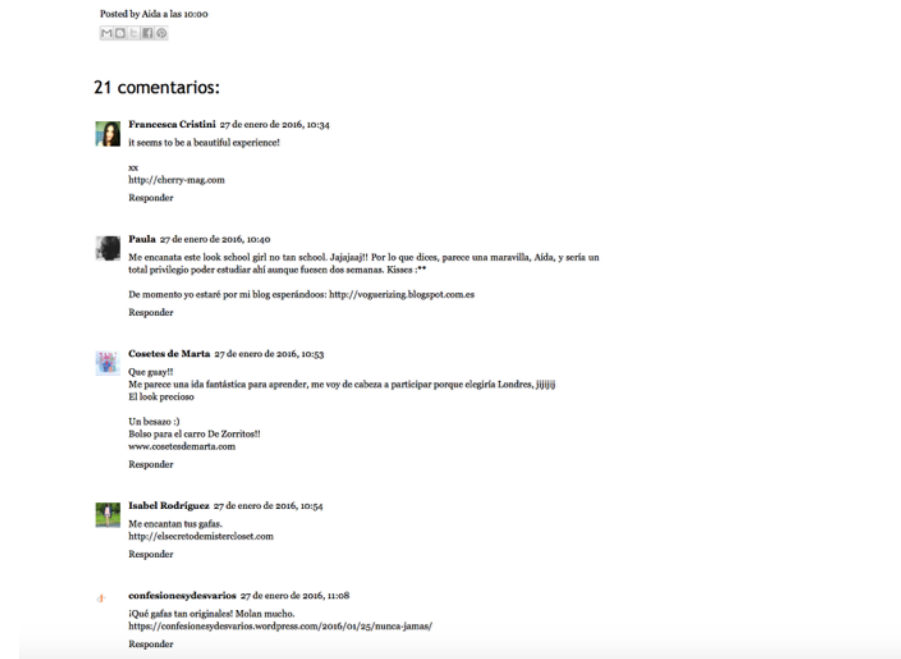 Posted by Aida a las 10:00
21 comentarios:
Francesca Cristini 27 de enero de 2016, 10:34
it seems to be a beautiful experience!
xx
http://cherry-mag.com
Responder
Paula 27 de enero de 2016, 10:40
Me encanata este look school girl no tan school. Jajajaaj!! Por lo que dices, parece una maravilla, Aida, y sería un
total privilegio poder estudiar ahí aunque fuesen dos semanas. Kisses :**
De momento yo estaré por mi blog esperándoos: http://voguerizing.blogspot.com.es
Responder
Cosetes de Marta 27 de enero de 2016, 10:53
Que guay!!
Me parece una ida fantástica para aprender, me voy de cabeza a participar porque elegiría Londres, jijijij
El look precioso
Un besazo :)
Bolso para el carro De Zorritos!!
www.cosetesdemarta.com
Responder
Isabel Rodríguez 27 de enero de 2016, 10:54
Me encantan tus gafas.
http://elsecretodemistercloset.com
Responder
confesionesydesvarios 27 de enero de 2016, 11:08
¡Qué gafas tan originales! Molan mucho.
https://confesionesydesvarios.wordpress.com/2016/01/25/nunca-jamas/
Responder